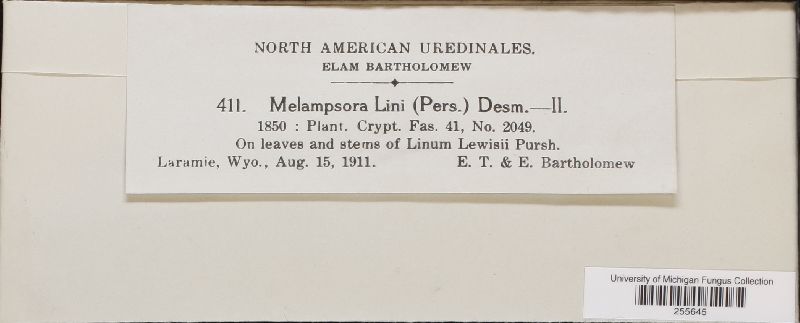 NORTH AMERICAN UREDINALES.
ELAM BARTHOLOMEW
411. Melampsora Lini (Pers.) Desm.—II.
1850 : Plant. Crypt. Fas. 41, No. 2049.
On leaves and stems of Linum Lewisii Pursh.
Laramie, Wyo., Aug. 15, 1911. E. T. & E. Bartholomew
University of Michigan Fungus Collection
255645